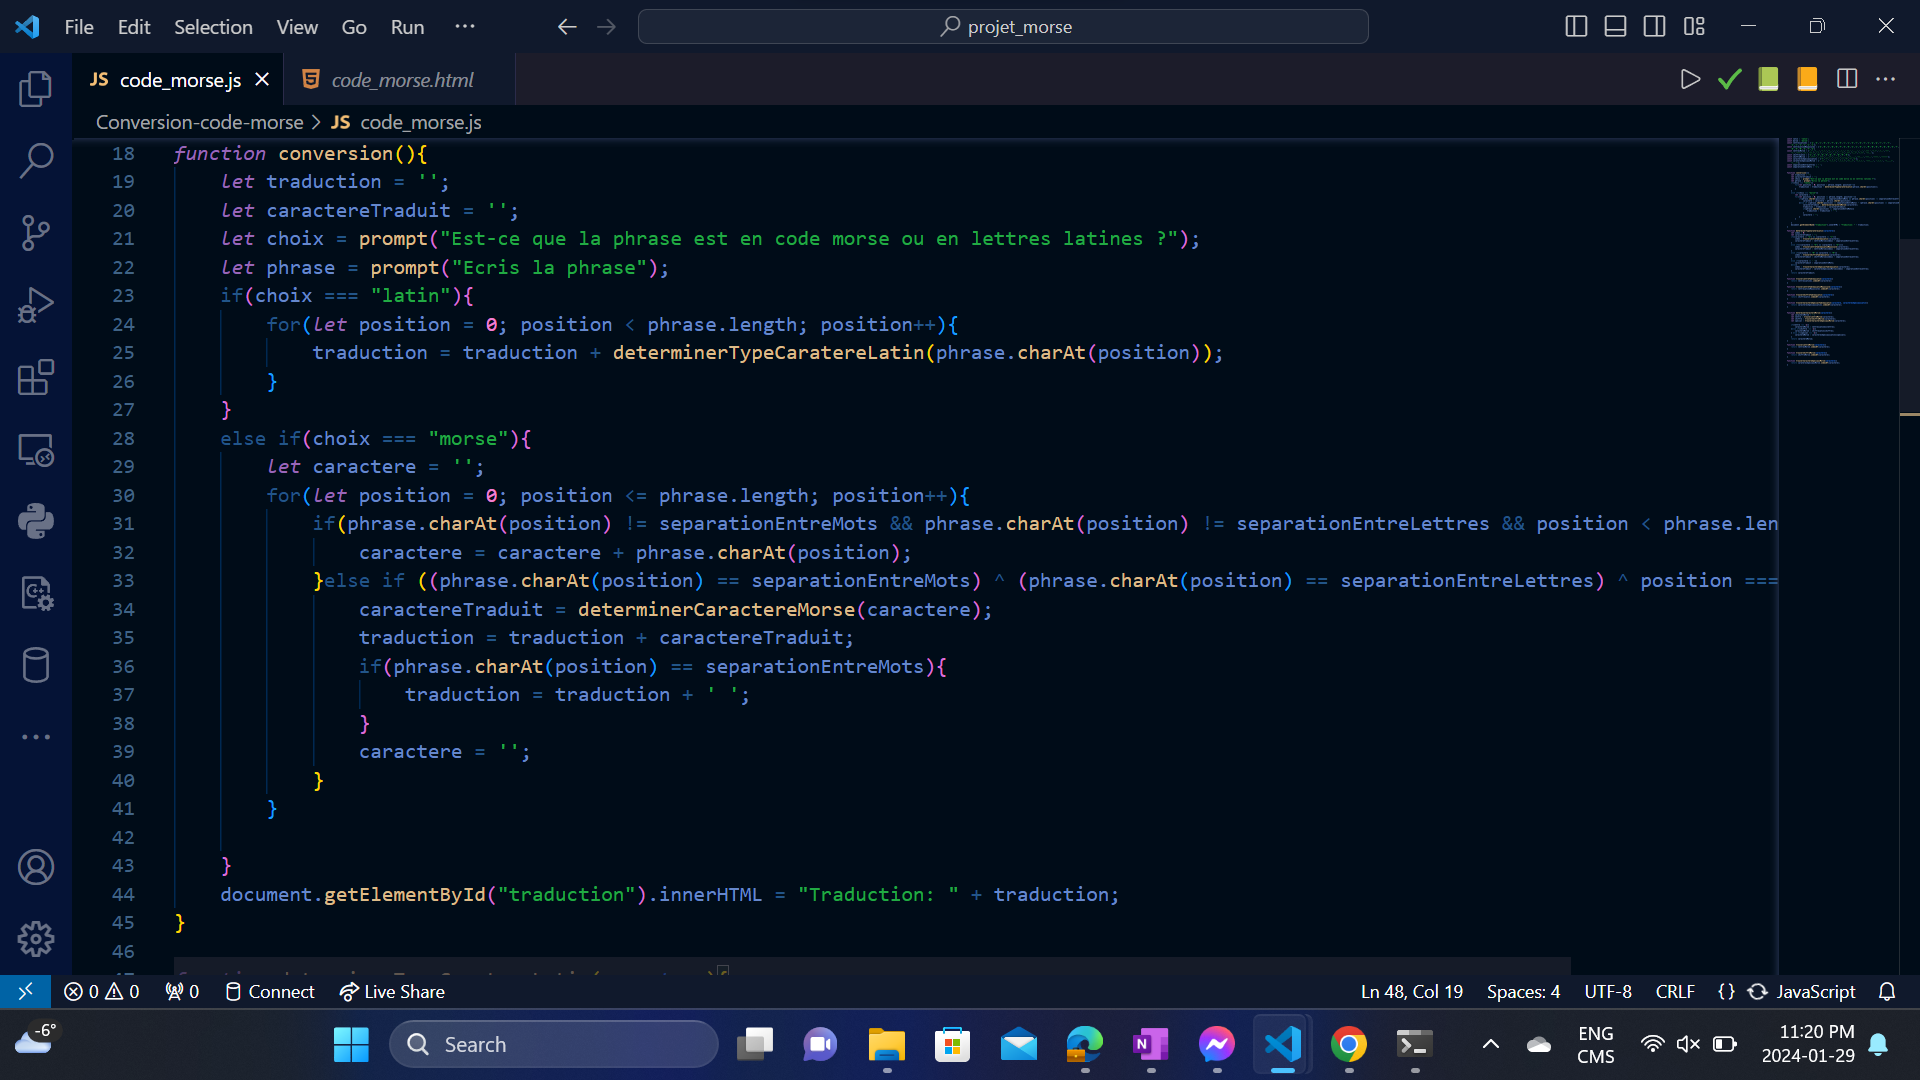 File Edit Selection View Go Run ··· projet_morse
JS code_morse.js code_morse.html
Conversion-code-morse > JS code_morse.js
18 function conversion(){
19 let traduction = '';
20 let caractereTraduit = '';
21 let choix = prompt("Est-ce que la phrase est en code morse ou en lettres latines ?");
22 let phrase = prompt("Ecris la phrase");
23 if(choix === "latin"){
24 for(let position = 0; position < phrase.length; position++){
25 traduction = traduction + determinerTypeCaratereLatin(phrase.charAt(position));
26 }
27 }
28 else if(choix === "morse"){
29 let caractere = '';
30 for(let position = 0; position <= phrase.length; position++){
31 if(phrase.charAt(position) != separationEntreMots && phrase.charAt(position) != separationEntreLettres && position < phrase.len
32 caractere = caractere + phrase.charAt(position);
33 }else if ((phrase.charAt(position) == separationEntreMots) ^ (phrase.charAt(position) == separationEntreLettres) ^ position ===
34 caractereTraduit = determinerCaractereMorse(caractere);
35 traduction = traduction + caractereTraduit;
36 if(phrase.charAt(position) == separationEntreMots){
37 traduction = traduction + ' ';
38 }
39 caractere = '';
40 }
41 }
42
43 }
44 document.getElementById("traduction").innerHTML = "Traduction: " + traduction;
45 }
46
0 0 0 Connect Live Share Ln 48, Col 19 Spaces: 4 UTF-8 CRLF {} JavaScript
-6° Search ENG CMS 11:20 PM 2024-01-29